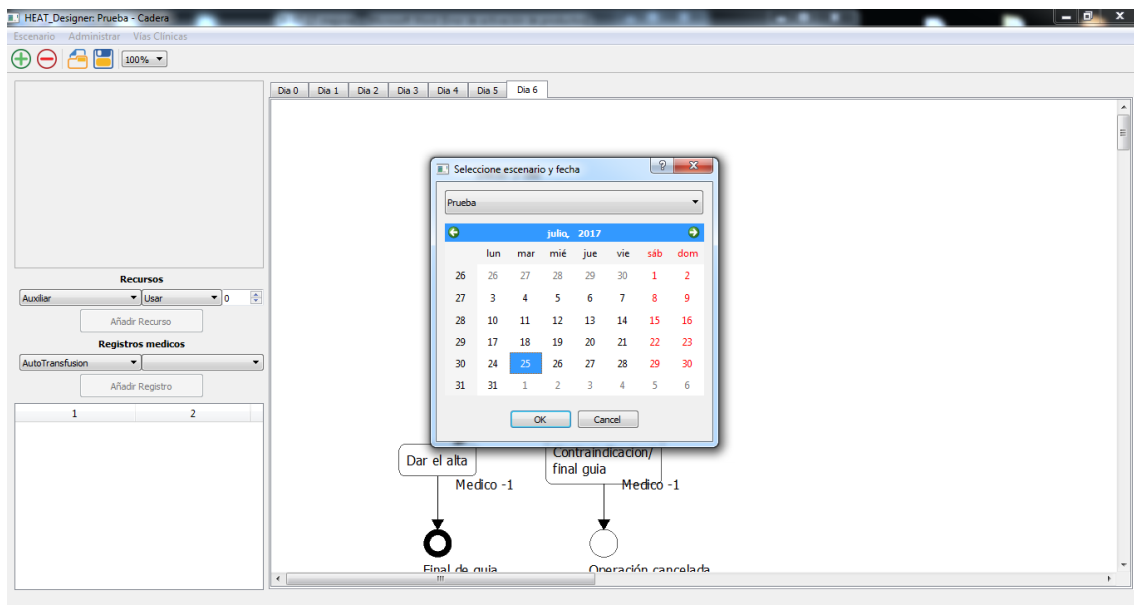 HEAT_Designer: Prueba - Cadera
Escenario Administrar Vias Clínicas
100%
Dia 0 Dia 1 Dia 2 Dia 3 Dia 4 Dia 5 Dia 6
Seleccione escenario y fecha
Prueba
julio, 2017
lun mar mié jue vie sáb dom
26 26 27 28 29 30 1 2
27 3 4 5 6 7 8 9
28 10 11 12 13 14 15 16
29 17 18 19 20 21 22 23
30 24 25 26 27 28 29 30
31 31 1 2 3 4 5 6
OK Cancel
Recursos
Auxiliar Usar 0
Añadir Recurso
Registros medicos
AutoTransfusion
Añadir Registro
1 2
Dar el alta
Medico -1
Contraindicacion/
final guia
Medico -1
Final de guia
Operación cancelada